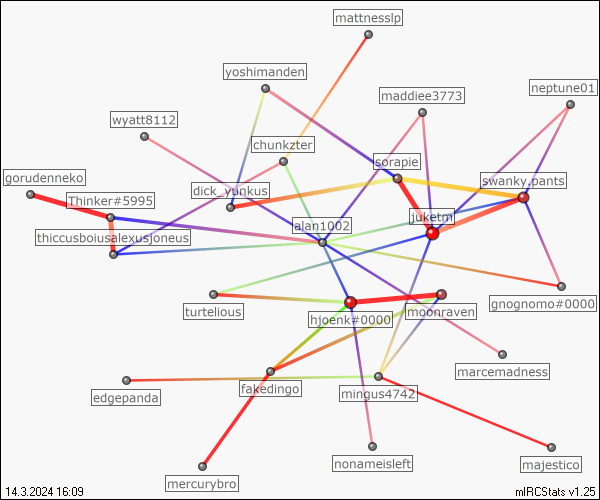 mattnesslp
yoshimanden
neptune01
maddiee3773
wyatt8112
chunkzter
sorapie
gorudenneko
swanky.pants
dick_yunkus
Thinker#5995
juketm
alan1002
thiccusboiusalexusjoneus
gnognomo#0000
turtelious
moonraven
hjoenk#0000
marcemadness
fakedingo
mingus4742
edgepanda
nonameisleft
majestico
mercurybro
14.3.2024 16:09
mIRCStats v1.25